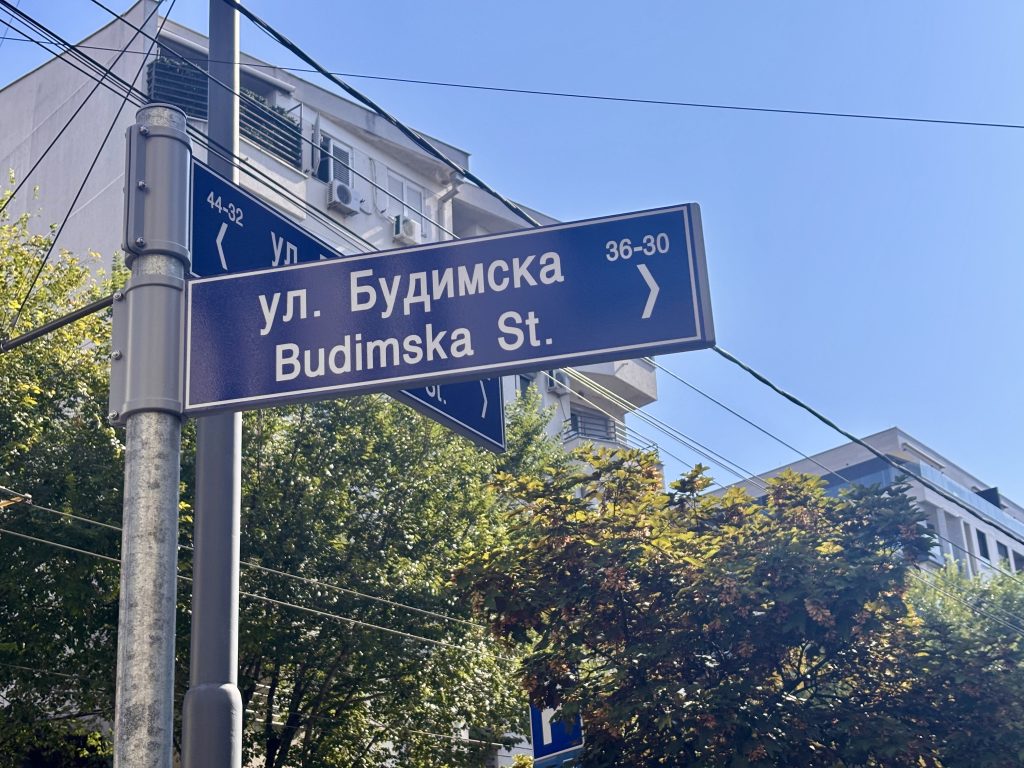 44-32
ул.
ул. Будимска
36-30
Budimska St.
St.